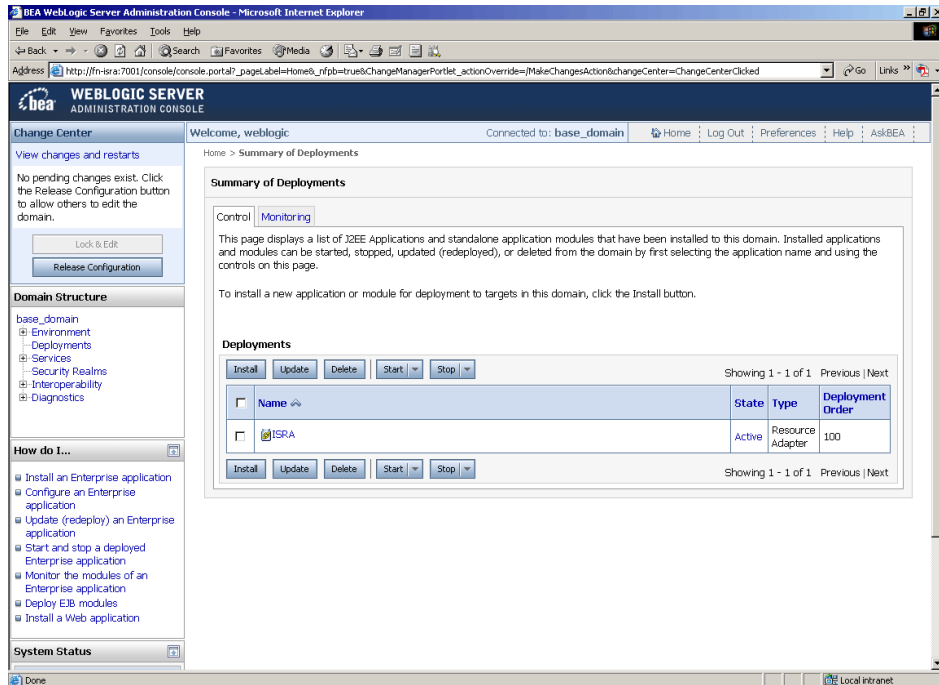 BEA WebLogic Server Administration Console - Microsoft Internet Explorer
File Edit View Favorites Tools Help
Back Search Favorites Media
Address http://fn-isra:7001/console/console.portal?_pageLabel=Home&_nfpb=true&ChangeManagerPortlet_actionOverride=/MakeChangesAction&changeCenter=ChangeCenterClicked Go Links »
bea WEBLOGIC SERVER
ADMINISTRATION CONSOLE
Change Center
View changes and restarts
No pending changes exist. Click
the Release Configuration button
to allow others to edit the
domain.
Lock & Edit
Release Configuration
Domain Structure
base_domain
Environment
Deployments
Services
Security Realms
Interoperability
Diagnostics
How do I...
Install an Enterprise application
Configure an Enterprise
application
Update (redeploy) an Enterprise
application
Start and stop a deployed
Enterprise application
Monitor the modules of an
Enterprise application
Deploy EJB modules
Install a Web application
System Status
Welcome, weblogic Connected to: base_domain Home Log Out Preferences Help AskBEA
Home > Summary of Deployments
Summary of Deployments
Control Monitoring
This page displays a list of J2EE Applications and standalone application modules that have been installed to this domain. Installed applications
and modules can be started, stopped, updated (redeployed), or deleted from the domain by first selecting the application name and using the
controls on this page.
To install a new application or module for deployment to targets in this domain, click the Install button.
Deployments
Install Update Delete Start Stop Showing 1 - 1 of 1 Previous | Next
Name State Type Deployment
Order
ISRA Active Resource
Adapter 100
Install Update Delete Start Stop Showing 1 - 1 of 1 Previous | Next
Done Local intranet